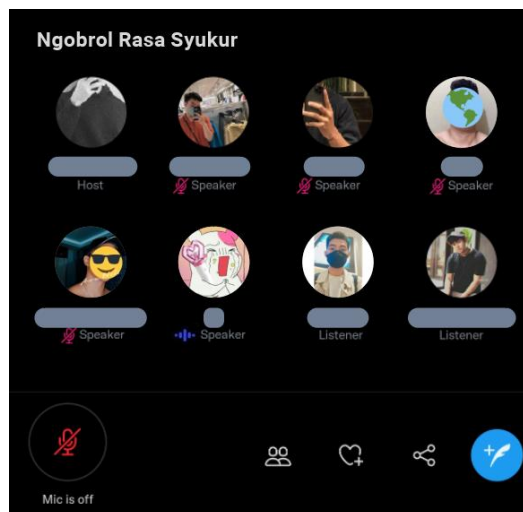 Ngobrol Rasa Syukur
Host
Speaker
Speaker
Speaker
Speaker
Speaker
Listener
Listener
Mic is off